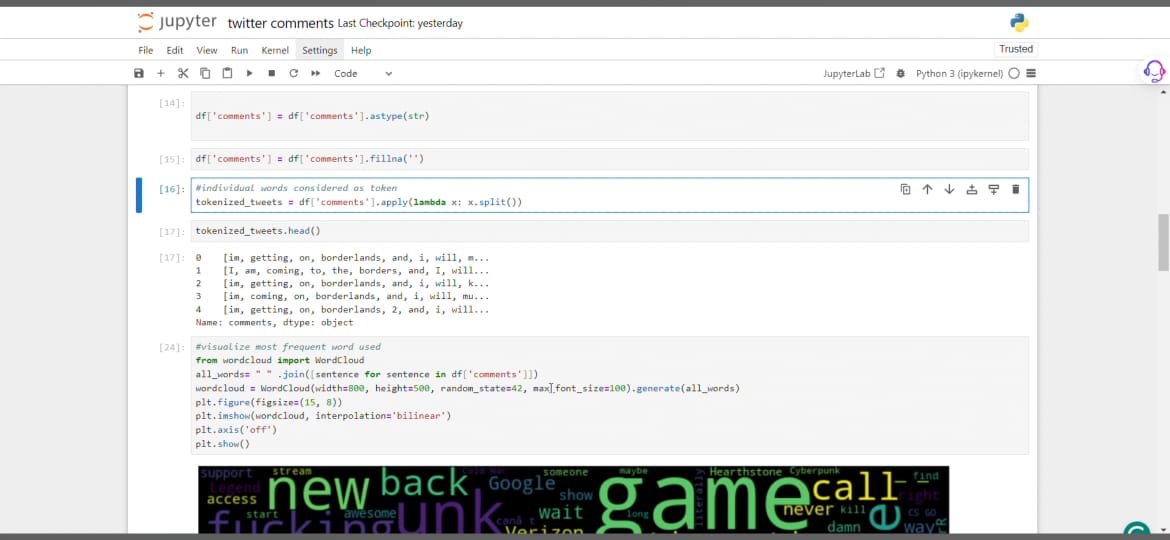 jupyter twitter comments Last Checkpoint: yesterday
File Edit View Run Kernel Settings Help Trusted
Code JupyterLab Python 3 (ipykernel)
[14]:
df['comments'] = df['comments'].astype(str)
[15]: df['comments'] = df['comments'].fillna('')
[16]: #individual words considered as token
tokenized_tweets = df['comments'].apply(lambda x: x.split())
[17]: tokenized_tweets.head()
[17]: 0 [im, getting, on, borderlands, and, i, will, m...
1 [I, am, coming, to, the, borders, and, I, will...
2 [im, getting, on, borderlands, and, i, will, k...
3 [im, coming, on, borderlands, and, i, will, mu...
4 [im, getting, on, borderlands, 2, and, i, will...
Name: comments, dtype: object
[24]: #visualize most frequent word used
from wordcloud import WordCloud
all_words= " " .join([sentence for sentence in df['comments']])
wordcloud = WordCloud(width=800, height=500, random_state=42, max_font_size=100).generate(all_words)
plt.figure(figsize=(15, 8))
plt.imshow(wordcloud, interpolation='bilinear')
plt.axis('off')
plt.show()
support stream someone maybe Hearthstone Cyberpunk find
Legend new back Google show game call right
access literally
start awesome unk wait long never kill e CS GO
fucking canâ t Verizon damn way